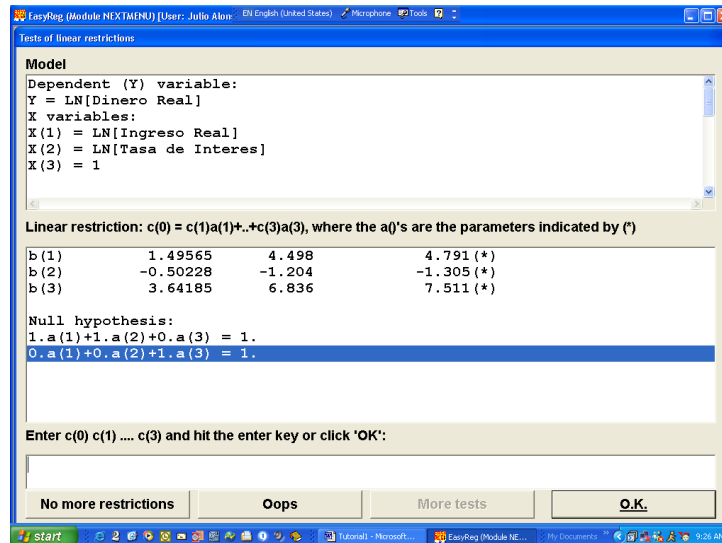 EasyReg (Module NEXTMENU) [User: Julio Alon
EN English (United States) Microphone Tools
Tests of linear restrictions
Model
Dependent (Y) variable:
Y = LN[Dinero Real]
X variables:
X(1) = LN[Ingreso Real]
X(2) = LN[Tasa de Interes]
X(3) = 1
Linear restriction: c(0) = c(1)a(1)+..+c(3)a(3), where the a()'s are the parameters indicated by (*)
b(1) 1.49565 4.498 4.791(*)
b(2) -0.50228 -1.204 -1.305(*)
b(3) 3.64185 6.836 7.511(*)
Null hypothesis:
1.a(1)+1.a(2)+0.a(3) = 1.
0.a(1)+0.a(2)+1.a(3) = 1.
Enter c(0) c(1) .... c(3) and hit the enter key or click 'OK':
No more restrictions Oops More tests O.K.
start Tutorial1 - Microsoft... EasyReg (Module NE... My Documents » 9:26 AM